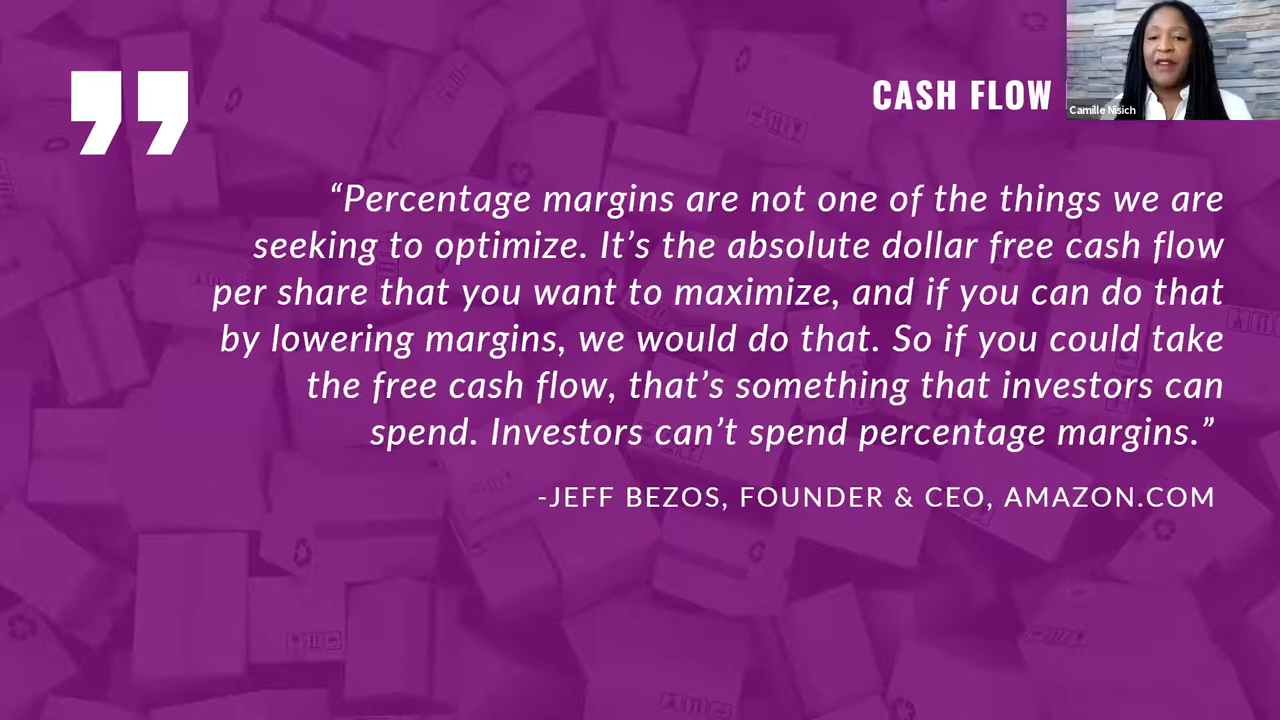 CASH FLOW
Camille Nisich
“Percentage margins are not one of the things we are
seeking to optimize. It’s the absolute dollar free cash flow
per share that you want to maximize, and if you can do that
by lowering margins, we would do that. So if you could take
the free cash flow, that’s something that investors can
spend. Investors can’t spend percentage margins.”
-JEFF BEZOS, FOUNDER & CEO, AMAZON.COM